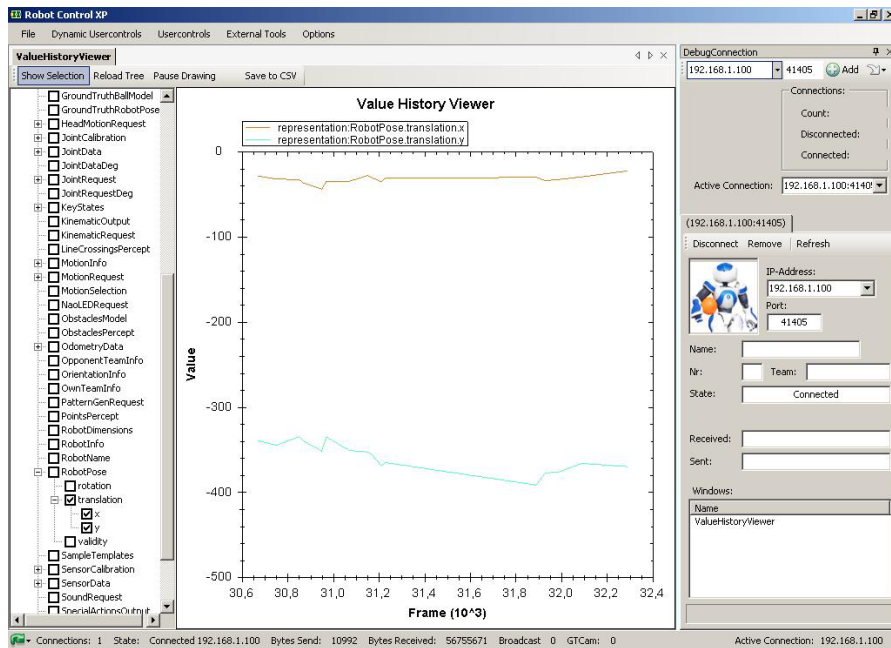 Robot Control XP
File Dynamic Usercontrols Usercontrols External Tools Options
ValueHistoryViewer
Show Selection Reload Tree Pause Drawing Save to CSV
GroundTruthBallModel
GroundTruthRobotPose
HeadMotionRequest
JointCalibration
JointData
JointDataDeg
JointRequest
JointRequestDeg
KeyStates
KinematicOutput
KinematicRequest
LineCrossingsPercept
MotionInfo
MotionRequest
MotionSelection
NaoLEDRequest
ObstaclesModel
ObstaclesPercept
OdometryData
OpponentTeamInfo
OrientationInfo
OwnTeamInfo
PatternGenRequest
PointsPercept
RobotDimensions
RobotInfo
RobotName
RobotPose
rotation
translation
x
y
validity
SampleTemplates
SensorCalibration
SensorData
SoundRequest
SpecialActionsOutput
Value History Viewer
representation:RobotPose.translation.x
representation:RobotPose.translation.y
0
-100
-200
-300
-400
-500
Value
30,6 30,8 31,0 31,2 31,4 31,6 31,8 32,0 32,2 32,4
Frame (10^3)
DebugConnection
192.168.1.100 41405 Add
Connections:
Count:
Disconnected:
Connected:
Active Connection: 192.168.1.100:4140
(192.168.1.100:41405)
Disconnect Remove Refresh
IP-Address:
192.168.1.100
Port:
41405
Name:
Nr: Team:
State: Connected
Received:
Sent:
Windows:
Name
ValueHistoryViewer
Connections: 1 State: Connected 192.168.1.100 Bytes Send: 10992 Bytes Received: 56755671 Broadcast 0 GTCam: 0 Active Connection: 192.168.1.100